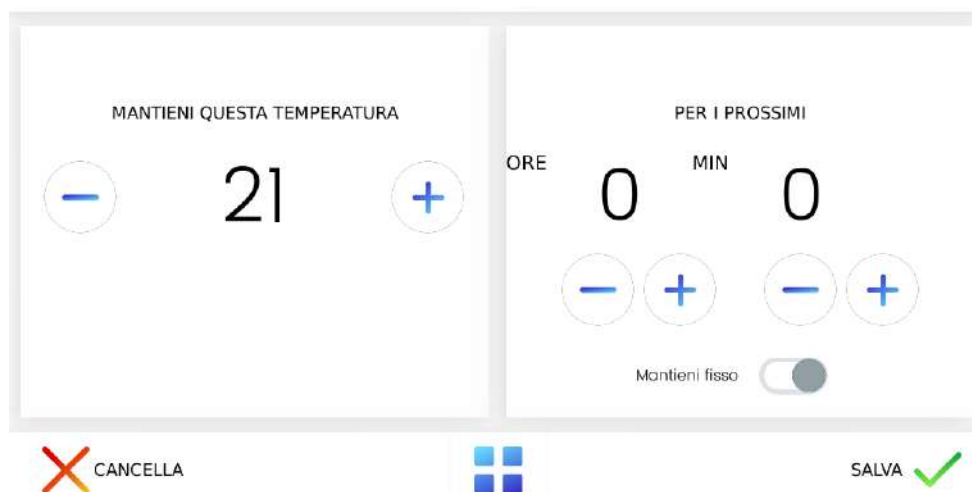 MANTIENI QUESTA TEMPERATURA
21
PER I PROSSIMI
ORE 0 MIN 0
Mantieni fisso
CANCELLA
SALVA